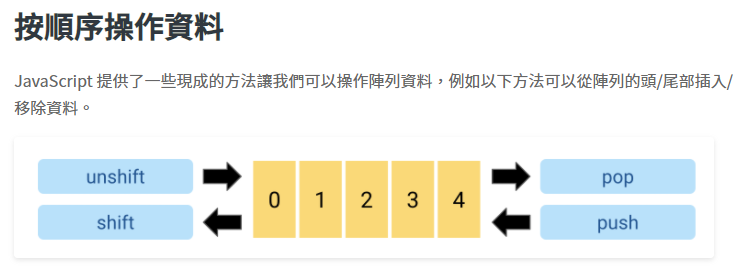 按順序操作資料
JavaScript 提供了一些現成的方法讓我們可以操作陣列資料，例如以下方法可以從陣列的頭/尾部插入/
移除資料。
unshift
pop
0 1 2 3 4
shift
push